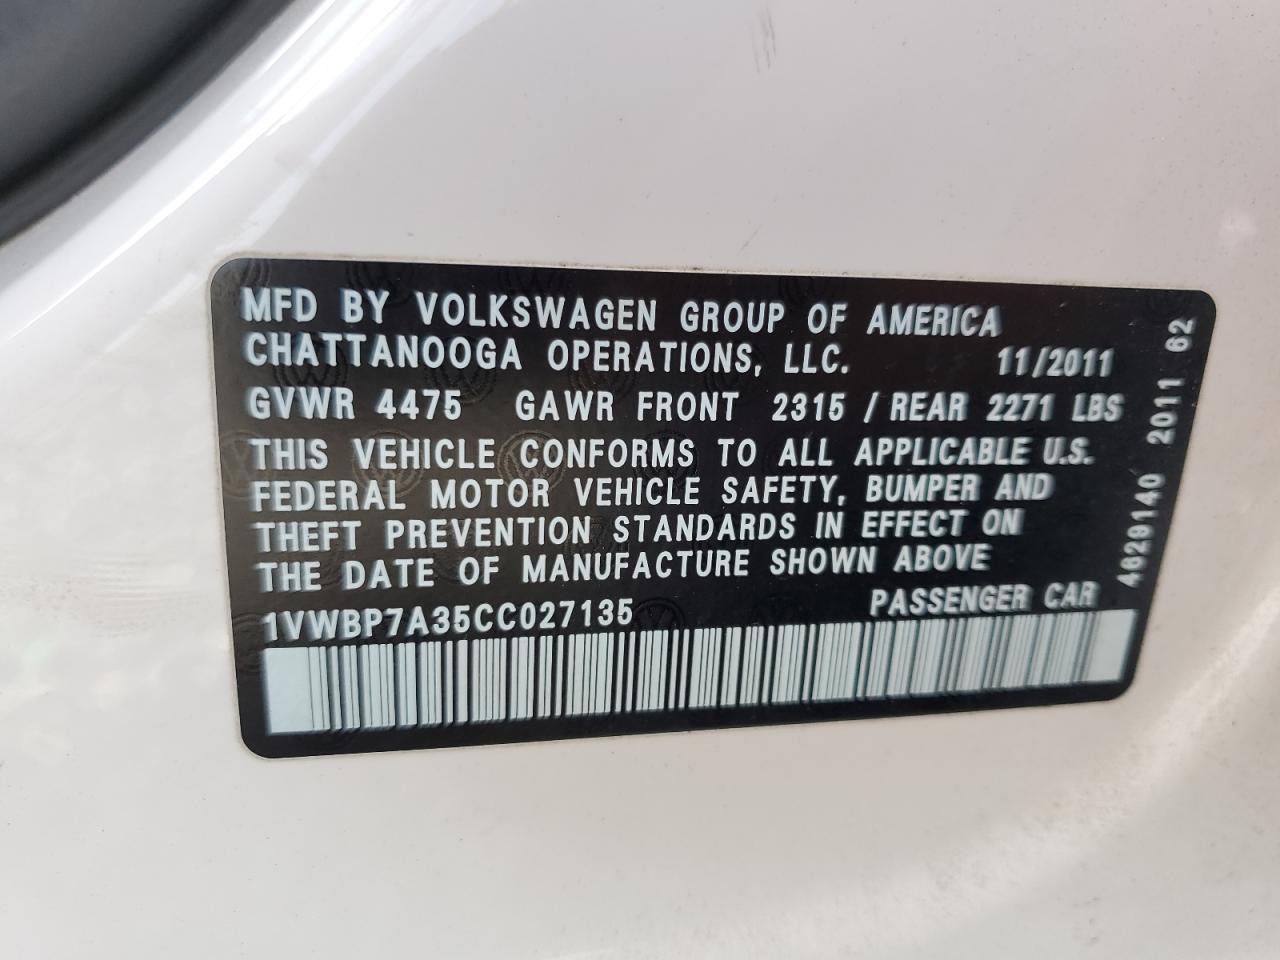 MFD BY VOLKSWAGEN GROUP OF AMERICA
CHATTANOOGA OPERATIONS, LLC. 11/2011
GVWR 4475 GAWR FRONT 2315 / REAR 2271 LBS
THIS VEHICLE CONFORMS TO ALL APPLICABLE U.S.
FEDERAL MOTOR VEHICLE SAFETY, BUMPER AND
THEFT PREVENTION STANDARDS IN EFFECT ON
THE DATE OF MANUFACTURE SHOWN ABOVE
1VWBP7A35CC027135 PASSENGER CAR
4629140 2011 62